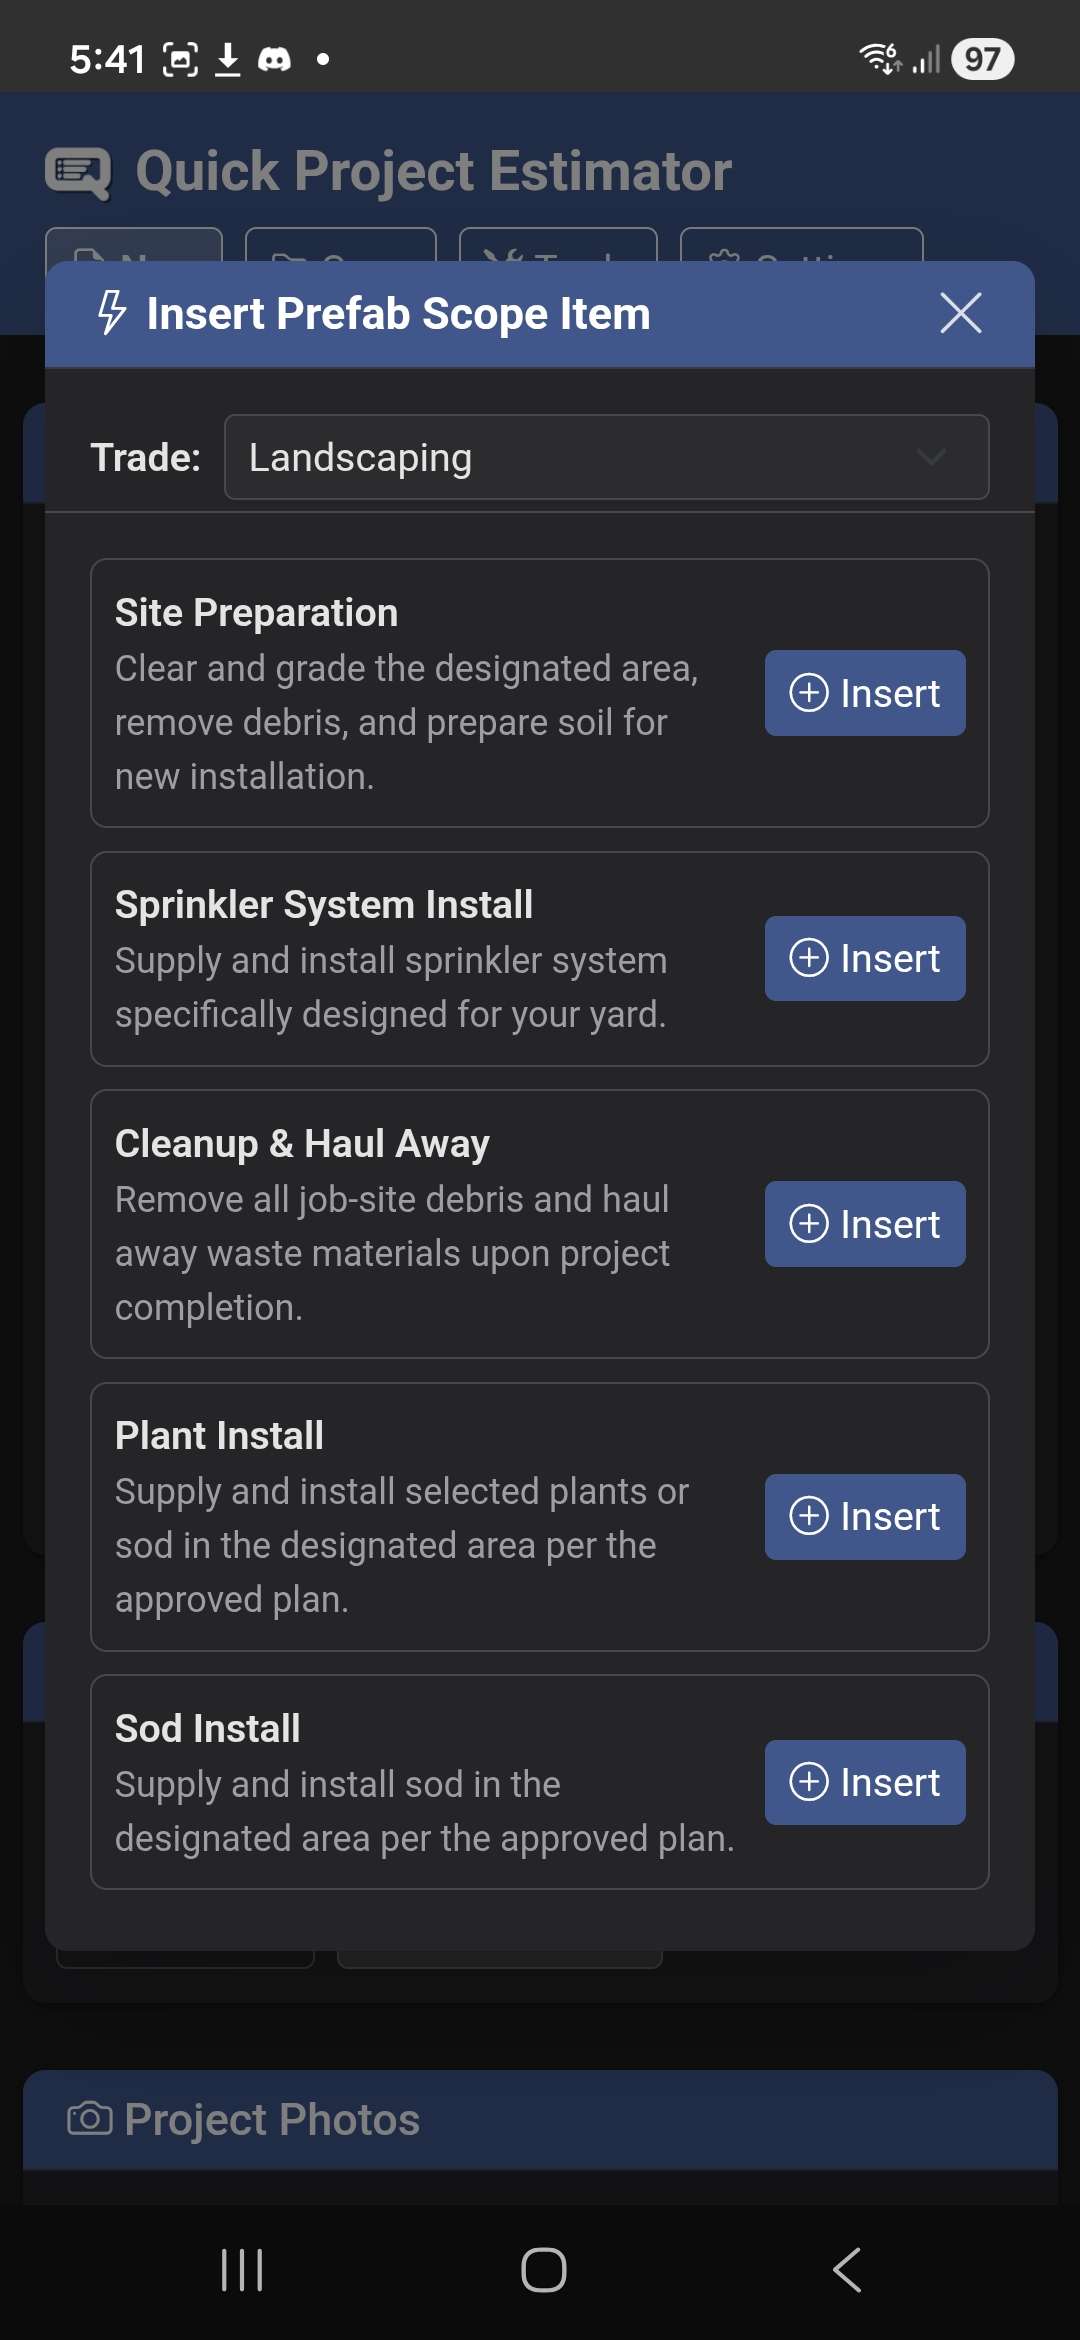 5:41
6
97
Quick Project Estimator
Insert Prefab Scope Item
Trade:
Landscaping
Site Preparation
Clear and grade the designated area,
remove debris, and prepare soil for
new installation.
Insert
Sprinkler System Install
Supply and install sprinkler system
specifically designed for your yard.
Insert
Cleanup & Haul Away
Remove all job-site debris and haul
away waste materials upon project
completion.
Insert
Plant Install
Supply and install selected plants or
sod in the designated area per the
approved plan.
Insert
Sod Install
Supply and install sod in the
designated area per the approved plan.
Insert
Project Photos